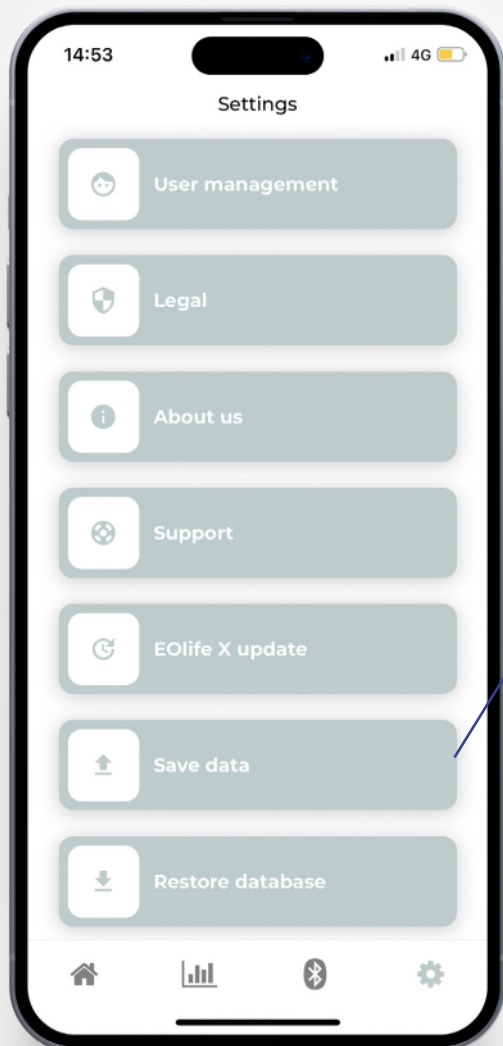 14:53
4G
Settings
User management
Legal
About us
Support
EOlife X update
Save data
Restore database